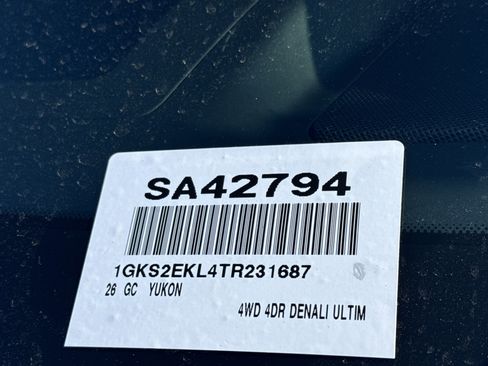 SA42794
1GKS2EKL4TR231687
26 GC YUKON
4WD 4DR DENALI ULTIM